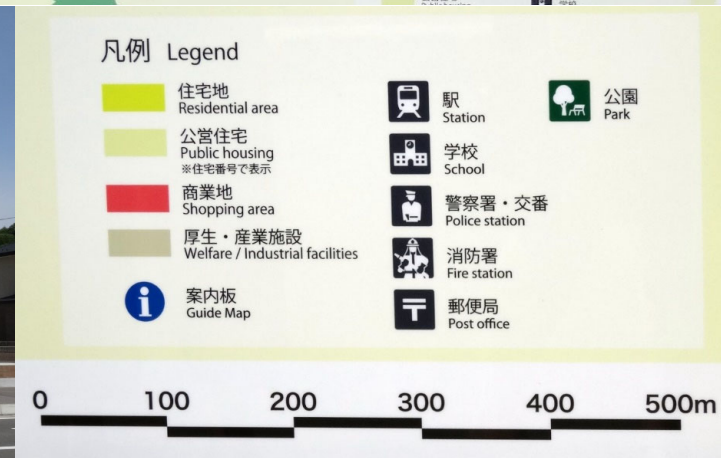 凡例 Legend
住宅地
Residential area
公営住宅
Public housing
※住宅番号で表示
商業地
Shopping area
厚生・産業施設
Welfare / Industrial facilities
案内板
Guide Map
駅
Station
学校
School
警察署・交番
Police station
消防署
Fire station
郵便局
Post office
公園
Park
0 100 200 300 400 500m